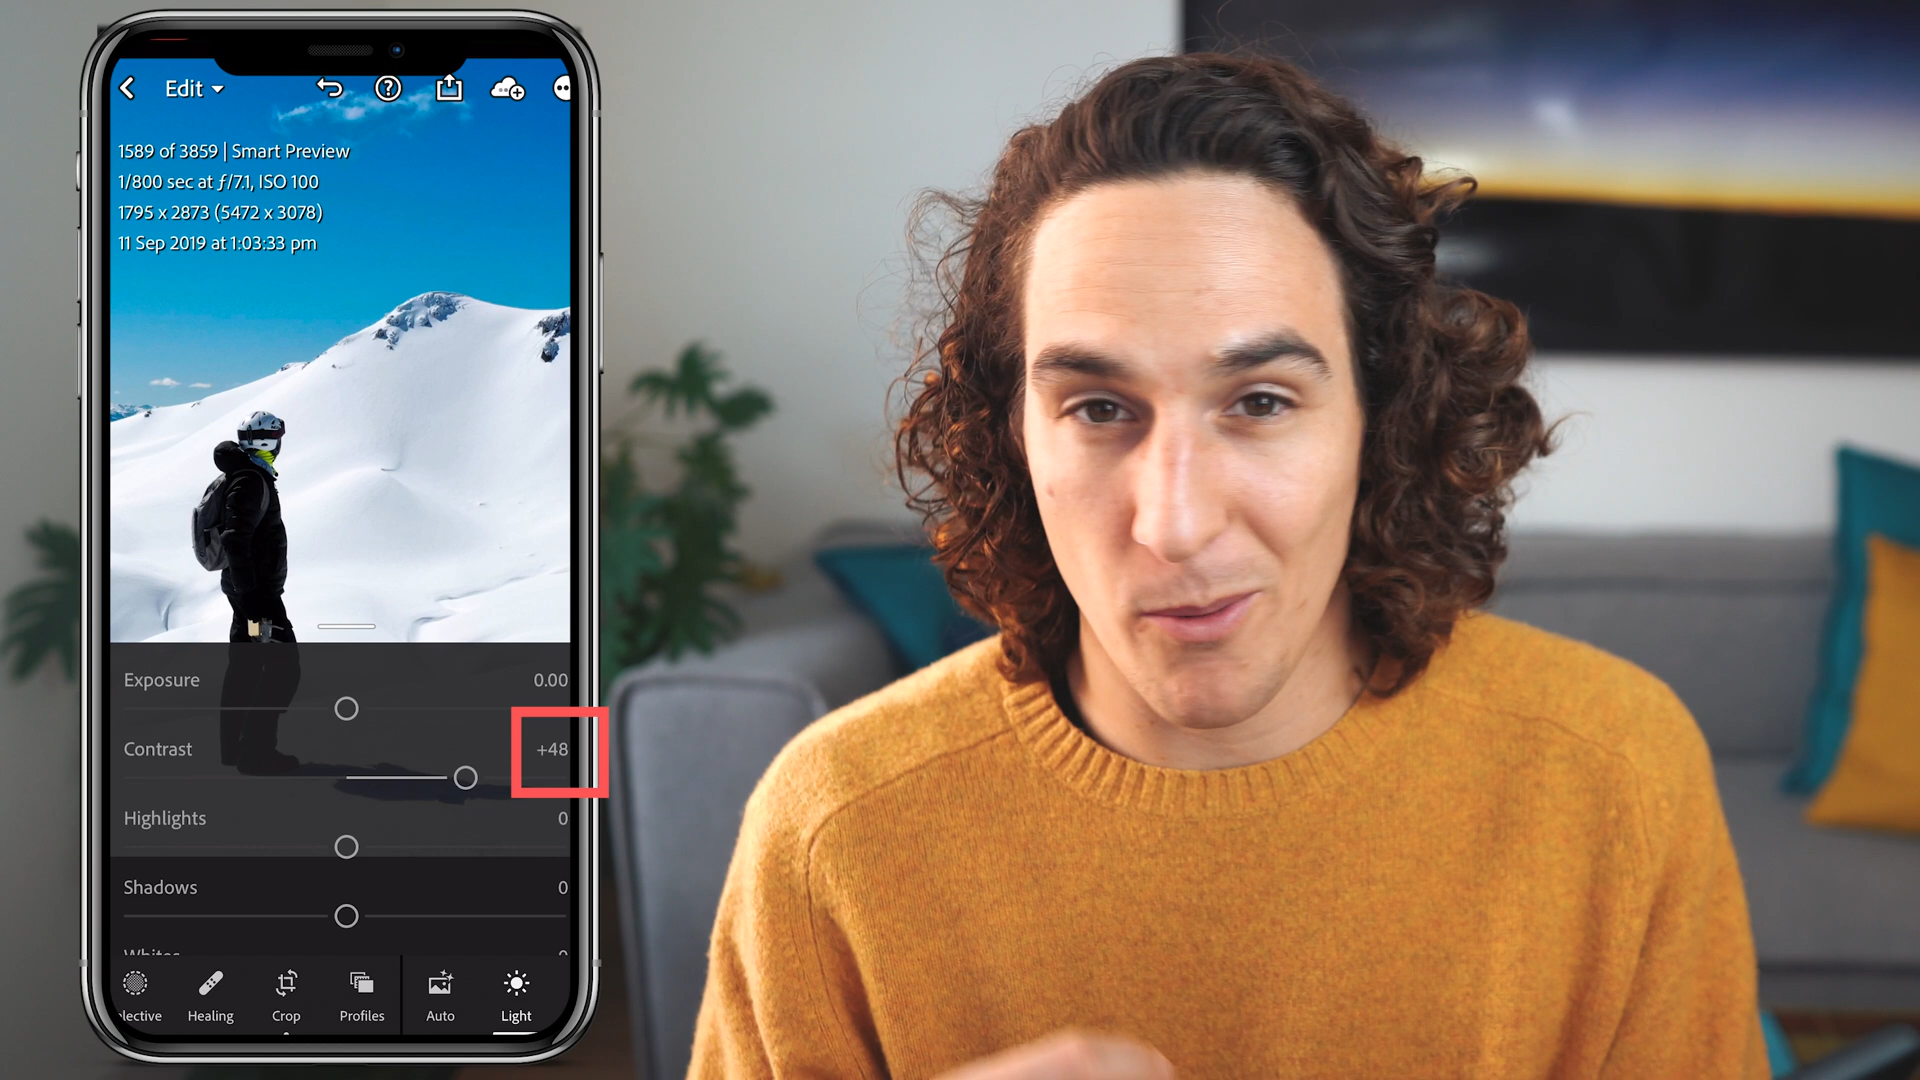 Edit
1589 of 3859 | Smart Preview
1/800 sec at ƒ/7.1, ISO 100
1795 x 2873 (5472 x 3078)
11 Sep 2019 at 1:03:33 pm
Exposure 0.00
Contrast +48
Highlights 0
Shadows 0
Whites 0
lective Healing Crop Profiles Auto Light